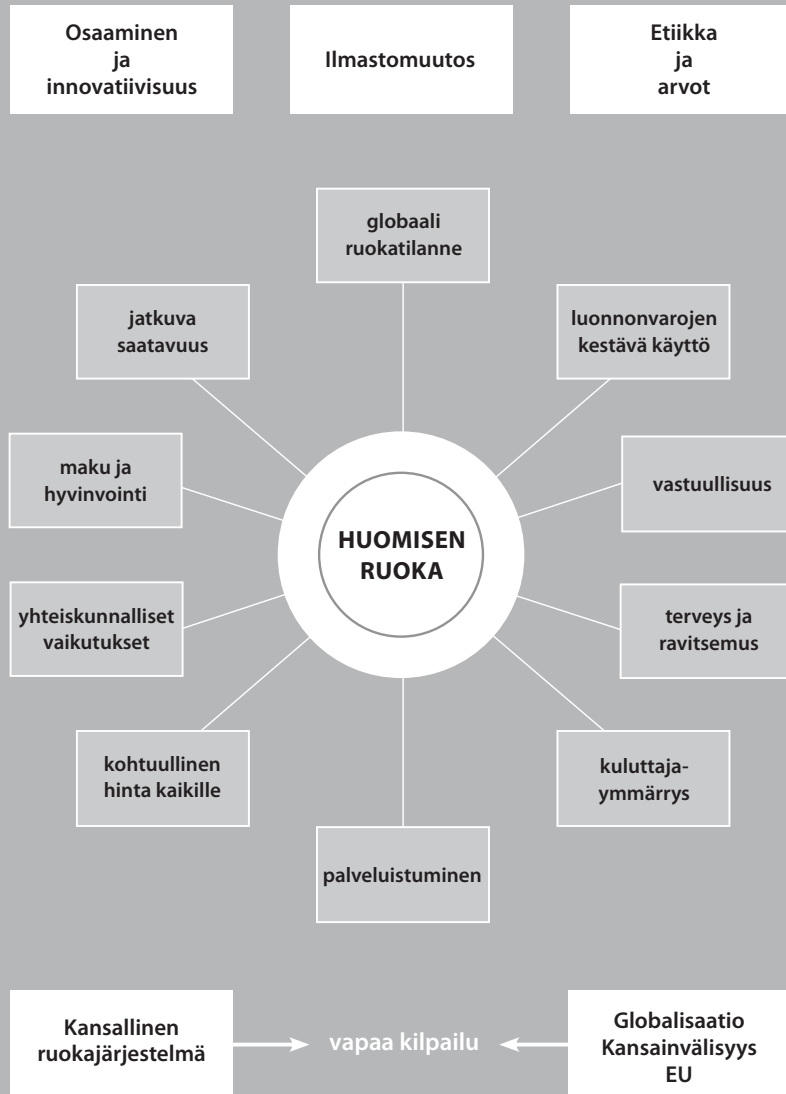 Osaaminen
ja
innovatiivisuus
Ilmastomuutos
Etiikka
ja
arvot
globaali
ruokatilanne
jatkuva
saatavuus
luonnonvarojen
kestävä käyttö
maku ja
hyvinvointi
vastuullisuus
HUOMISEN
RUOKA
yhteiskunnalliset
vaikutukset
terveys ja
ravitsemus
kohtuullinen
hinta kaikille
kuluttaja-
ymmärrys
palveluistuminen
Kansallinen
ruokajärjestelmä
vapaa kilpailu
Globalisaatio
Kansainvälisyys
EU